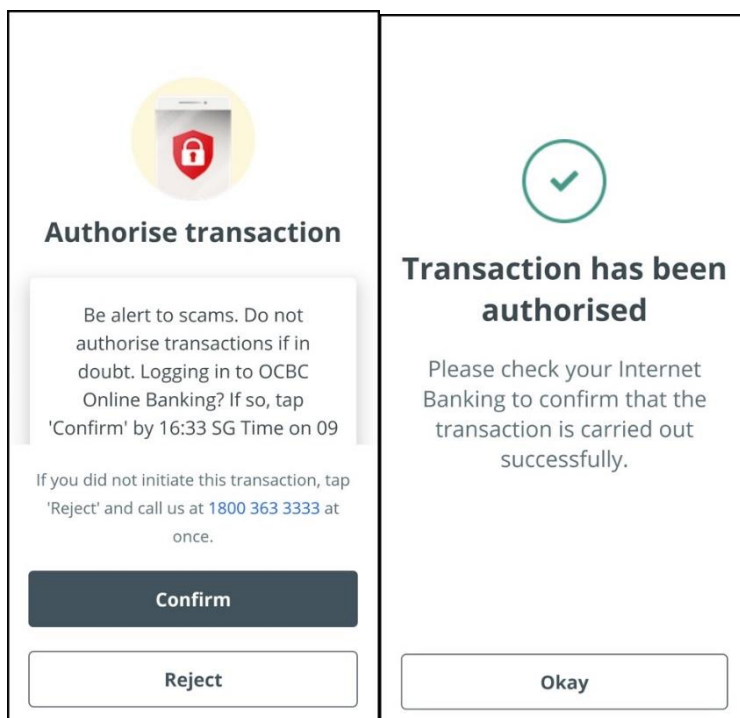 Authorise transaction
Be alert to scams. Do not
authorise transactions if in
doubt. Logging in to OCBC
Online Banking? If so, tap
'Confirm' by 16:33 SG Time on 09
If you did not initiate this transaction, tap
'Reject' and call us at 1800 363 3333 at
once.
Confirm
Reject
Transaction has been
authorised
Please check your Internet
Banking to confirm that the
transaction is carried out
successfully.
Okay